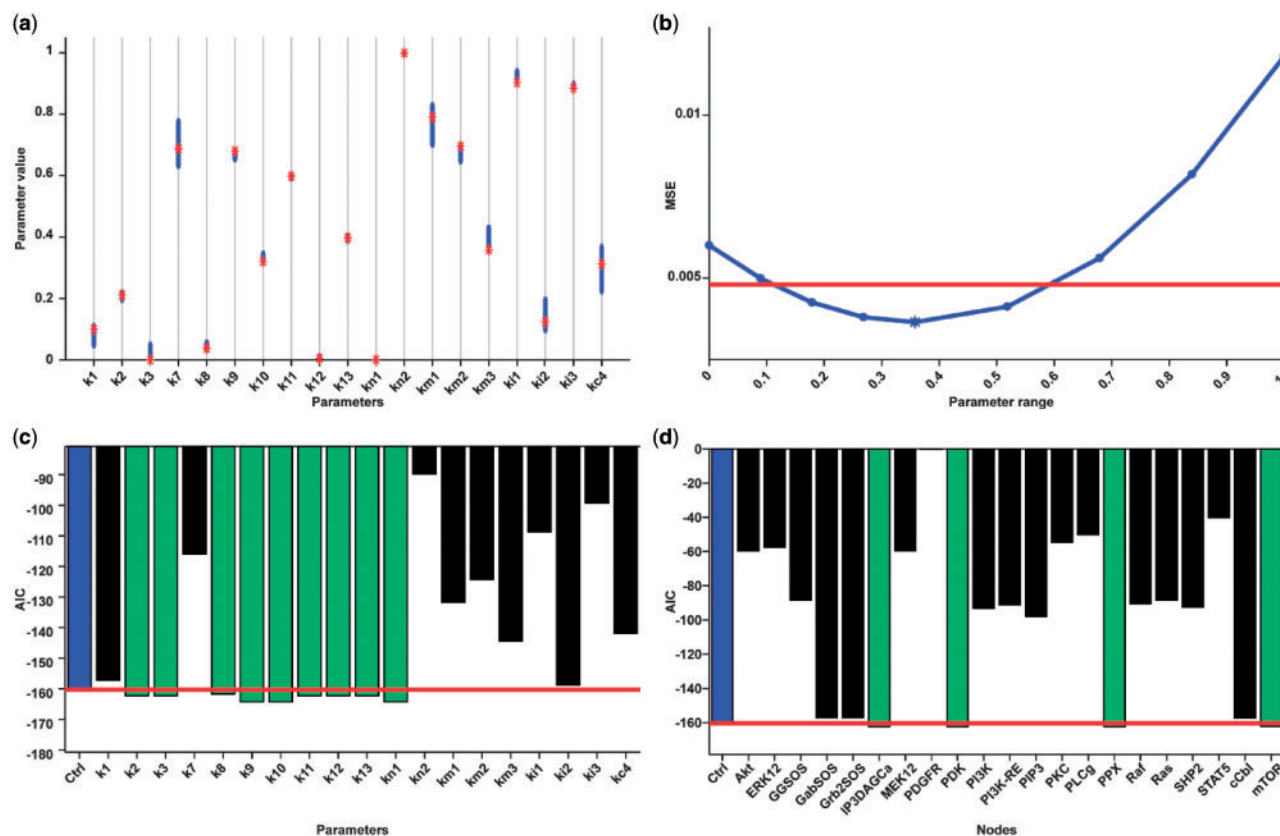 (a)
Parameter value
1
0.8
0.6
0.4
0.2
0
k1 k2 k3 k7 k8 k9 k10 k11 k12 k13 kn1 kn2 km1 km2 km3 ki1 ki2 ki3 kc4
Parameters
(b)
MSE
0.01
0.005
0 0.1 0.2 0.3 0.4 0.5 0.6 0.7 0.8 0.9 1
Parameter range
(c)
AIC
-90
-100
-110
-120
-130
-140
-150
-160
-170
-180
Ctrl k1 k2 k3 k7 k8 k9 k10 k11 k12 k13 kn1 kn2 km1 km2 km3 ki1 ki2 ki3 kc4
Parameters
(d)
AIC
0
-20
-40
-60
-80
-100
-120
-140
-160
Ctrl Akt ERK12 GGSOS GabSOS Grb2SOS IP3DAGCa MEK12 PDGFR PDK PI3K PI3K-RE PIP3 PKC PLCg PPX Raf Ras SHP2 STAT5 cCbl mTOR
Nodes